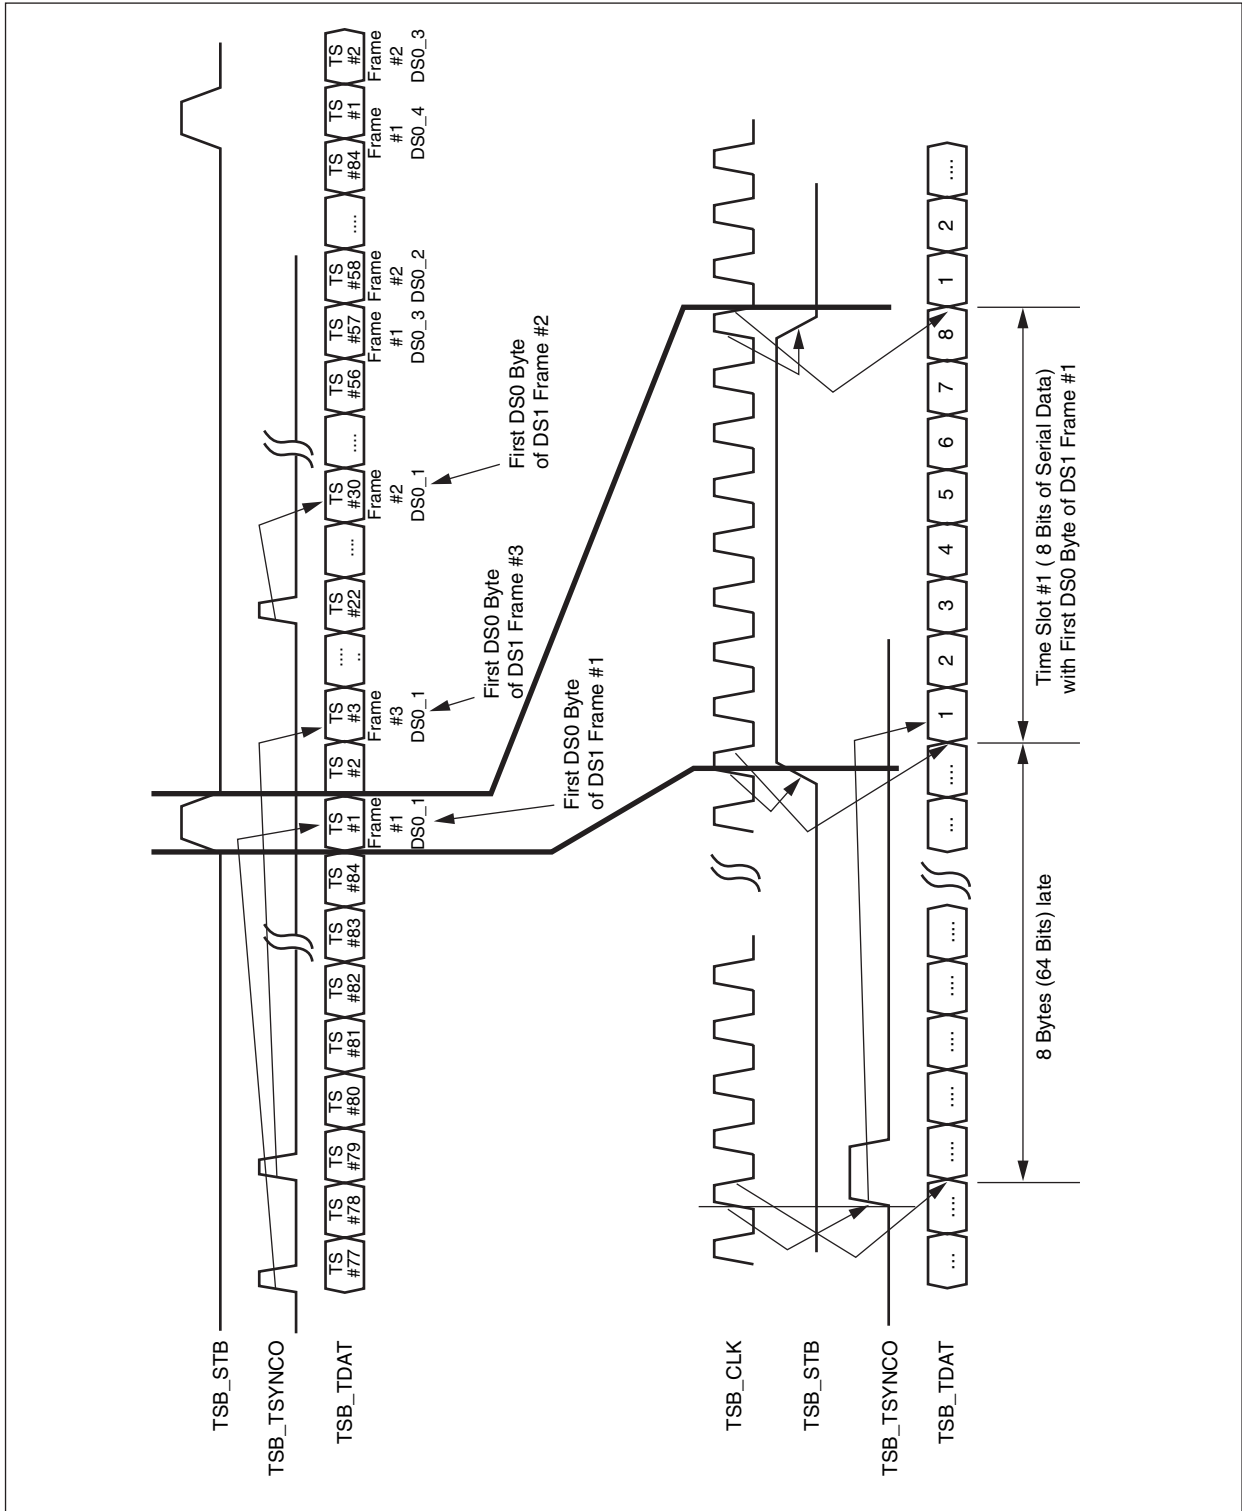 TSB_STB
TSB_TSYNCO
TSB_TDAT
TS
#77
TS
#78
TS
#79
TS
#80
TS
#81
TS
#82
TS
#83
TS
#84
TS
#1
Frame
#1
DS0_1
TS
#2
TS
#3
Frame
#3
DS0_1
.....
..
TS
#22
....
TS
#30
Frame
#2
DS0_1
....
TS
#56
TS
#57
Frame
#1
DS0_3
TS
#58
Frame
#2
DS0_2
....
TS
#84
TS
#1
Frame
#1
DS0_4
TS
#2
Frame
#2
DS0_3
First DS0 Byte
of DS1 Frame #1
First DS0 Byte
of DS1 Frame #3
First DS0 Byte
of DS1 Frame #2
TSB_CLK
TSB_STB
TSB_TSYNCO
TSB_TDAT
...
....
....
....
....
....
....
...
....
1
2
3
4
5
6
7
8
1
2
....
8 Bytes (64 Bits) late
Time Slot #1 ( 8 Bits of Serial Data)
with First DS0 Byte of DS1 Frame #1